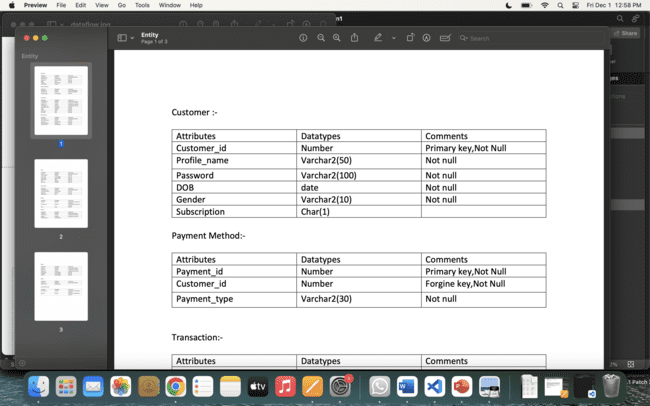 Preview File Edit View Go Tools Window Help Fri Dec 1 12:58 PM
Entity
Page 1 of 3
Search
Share
Entity
1
2
3
Customer :-
Attributes Datatypes Comments
Customer_id Number Primary key,Not Null
Profile_name Varchar2(50) Not null
Password Varchar2(100) Not null
DOB date Not null
Gender Varchar2(10) Not null
Subscription Char(1)
Payment Method:-
Attributes Datatypes Comments
Payment_id Number Primary key,Not Null
Customer_id Number Forgine key,Not Null
Payment_type Varchar2(30) Not null
Transaction:-
Attributes Datatypes Comments